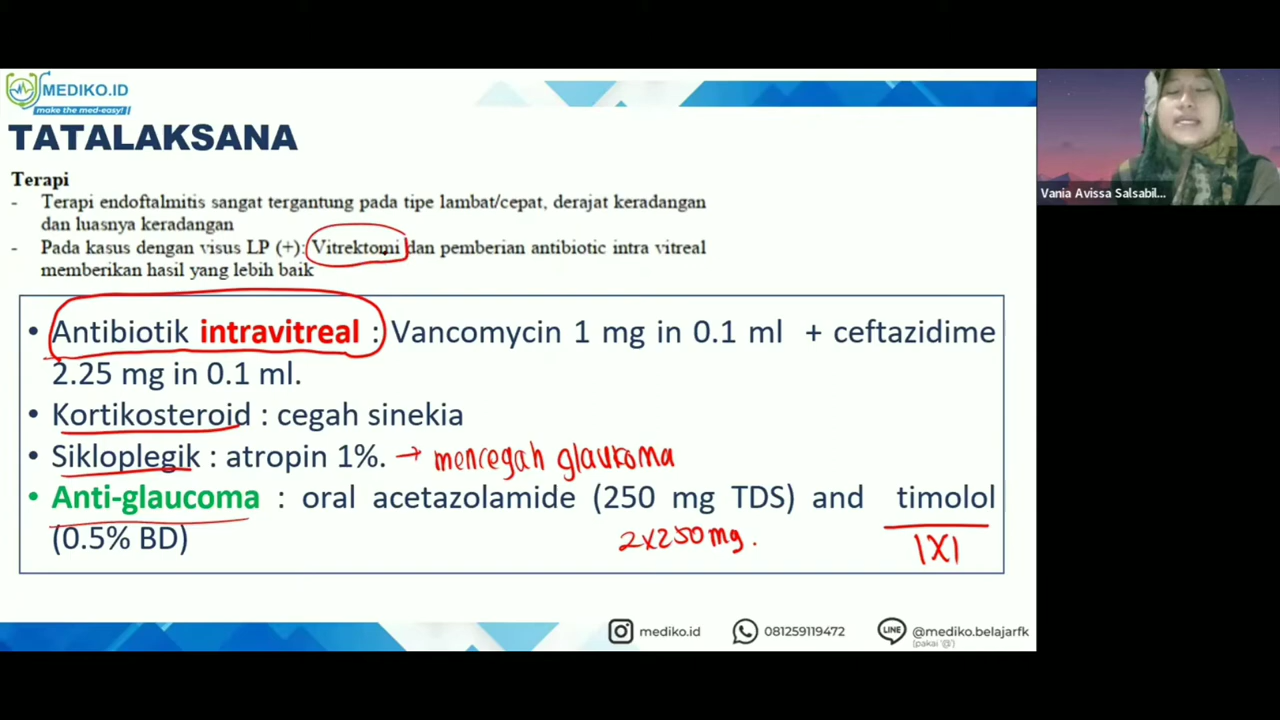 MEDIKO.ID
make the med-easy!
TATALAKSANA
Terapi
- Terapi endoftalmitis sangat tergantung pada tipe lambat/cepat, derajat keradangan
dan luasnya keradangan
- Pada kasus dengan visus LP (+): Vitrektomi dan pemberian antibiotic intra vitreal
memberikan hasil yang lebih baik
Vania Avissa Salsabil...
• Antibiotik intravitreal : Vancomycin 1 mg in 0.1 ml + ceftazidime
2.25 mg in 0.1 ml.
• Kortikosteroid : cegah sinekia
• Sikloplegik : atropin 1%. → mencegah glaukoma
• Anti-glaucoma : oral acetazolamide (250 mg TDS) and timolol
(0.5% BD)
2x250mg.
1X1
mediko.id
081259119472
LINE
@mediko.belajarfk
(pakai '@')